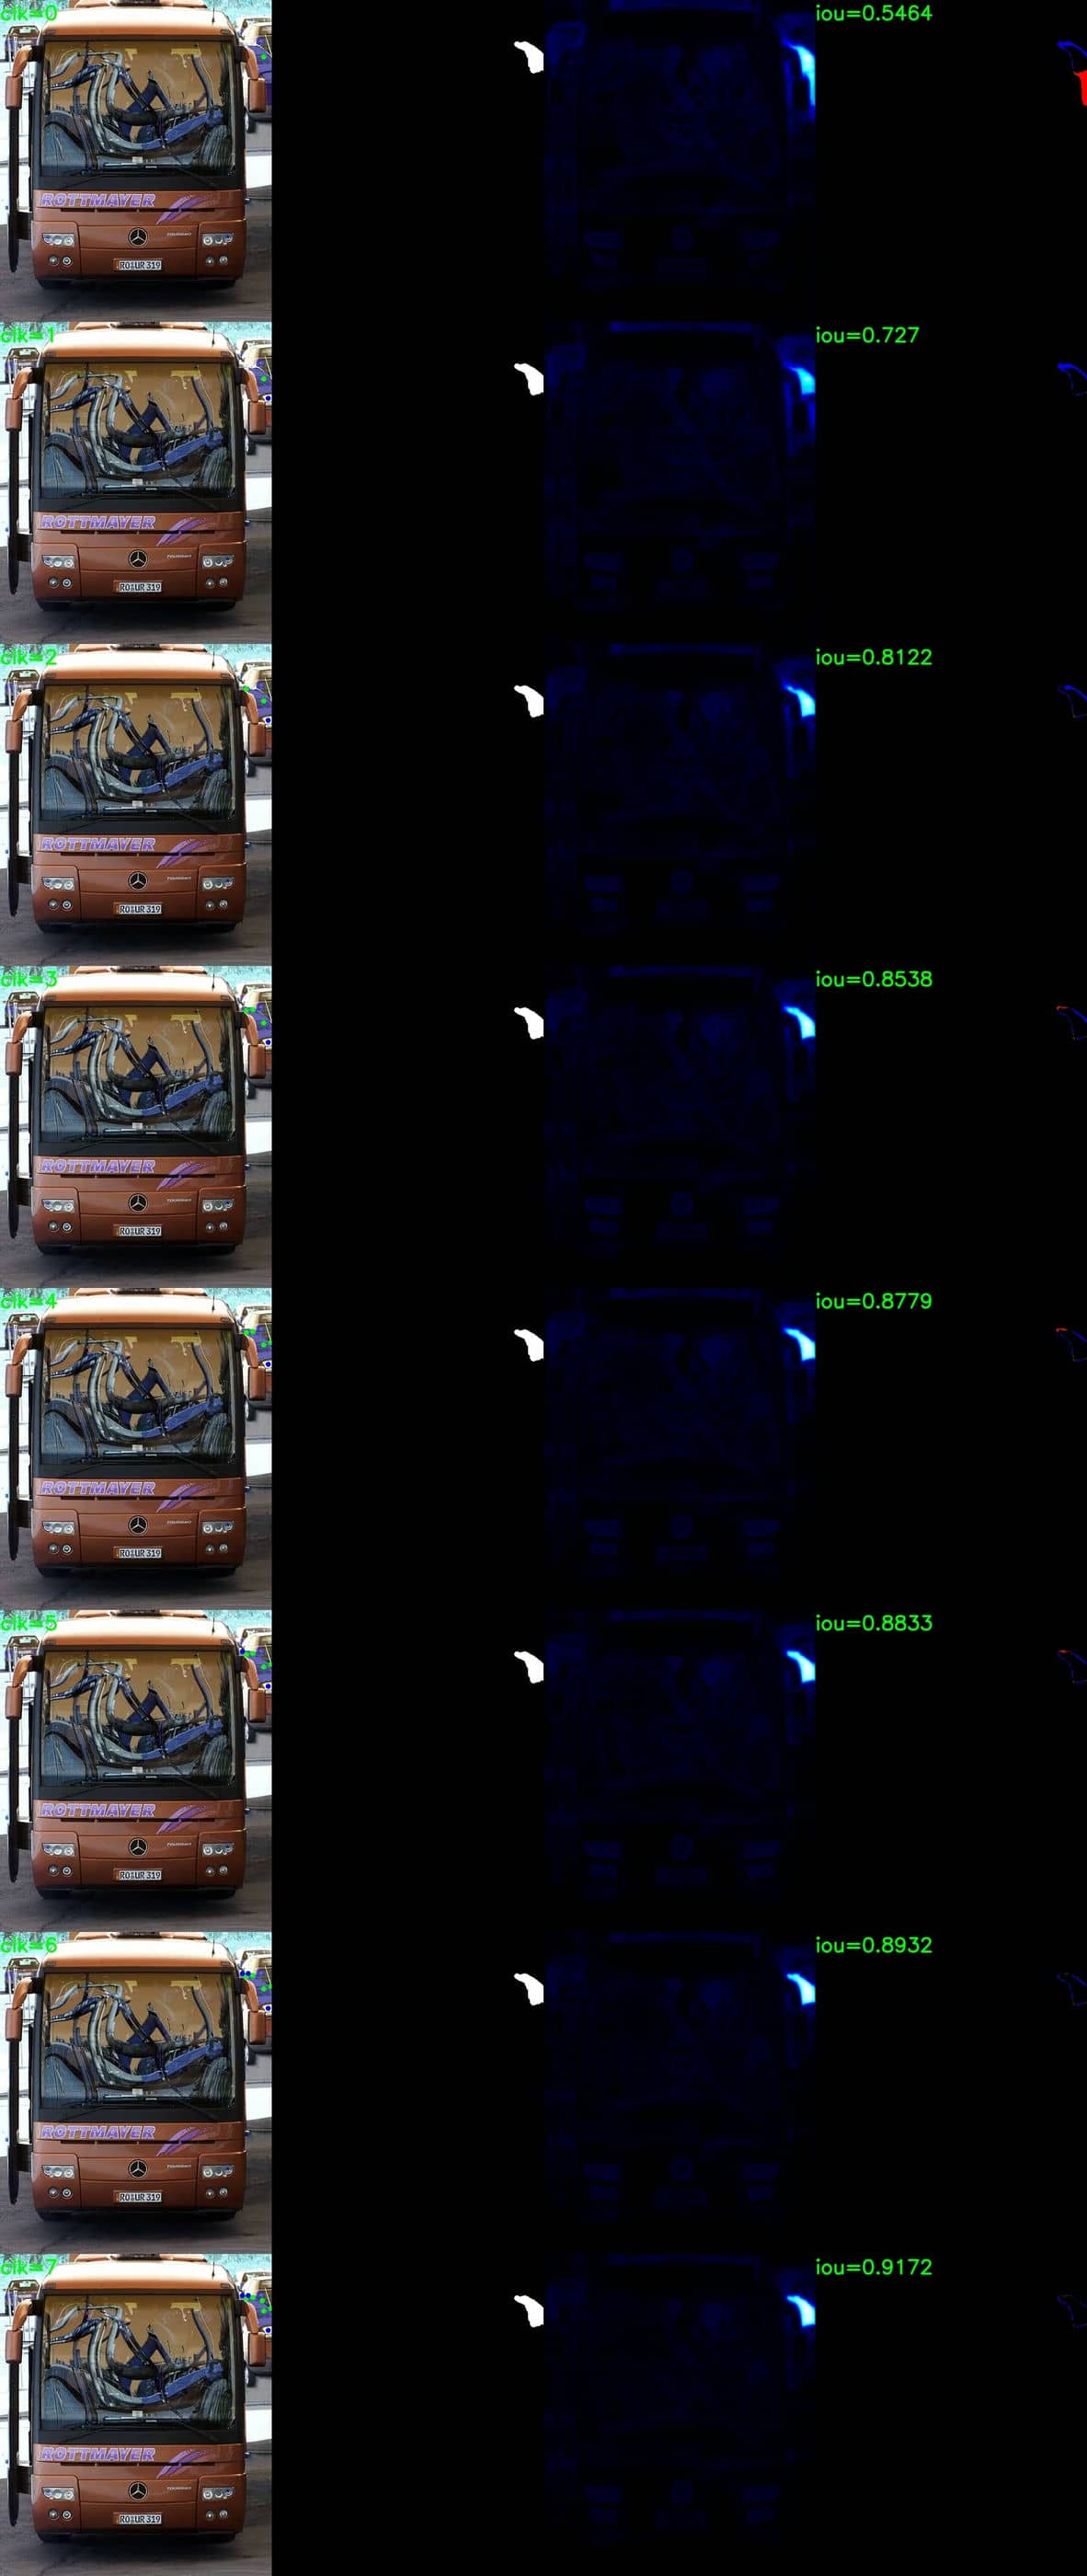 clk=0
iou=0.5464
ROTTMAYER
RO UR 319
clk=1
iou=0.727
ROTTMAYER
RO UR 319
clk=2
iou=0.8122
ROTTMAYER
RO UR 319
clk=3
iou=0.8538
ROTTMAYER
RO UR 319
clk=4
iou=0.8779
ROTTMAYER
RO UR 319
clk=5
iou=0.8833
ROTTMAYER
RO UR 319
clk=6
iou=0.8932
ROTTMAYER
RO UR 319
clk=7
iou=0.9172
ROTTMAYER
RO UR 319